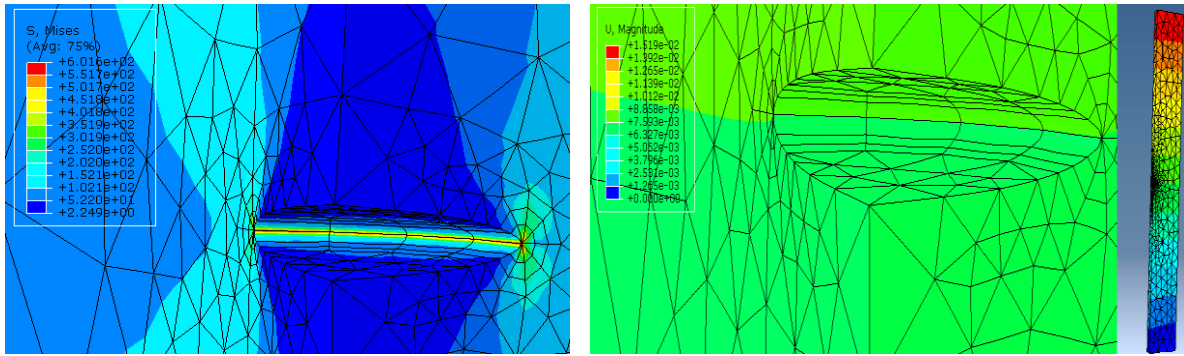 S, Mises
(Avg: 75%)
+6.016e+02
+5.517e+02
+5.017e+02
+4.518e+02
+4.018e+02
+3.519e+02
+3.019e+02
+2.520e+02
+2.020e+02
+1.521e+02
+1.021e+02
+5.220e+01
+2.249e+00
U, Magnitude
+1.519e-02
+1.392e-02
+1.265e-02
+1.139e-02
+1.012e-02
+8.858e-03
+7.593e-03
+6.327e-03
+5.062e-03
+3.796e-03
+2.531e-03
+1.265e-03
+0.000e+00